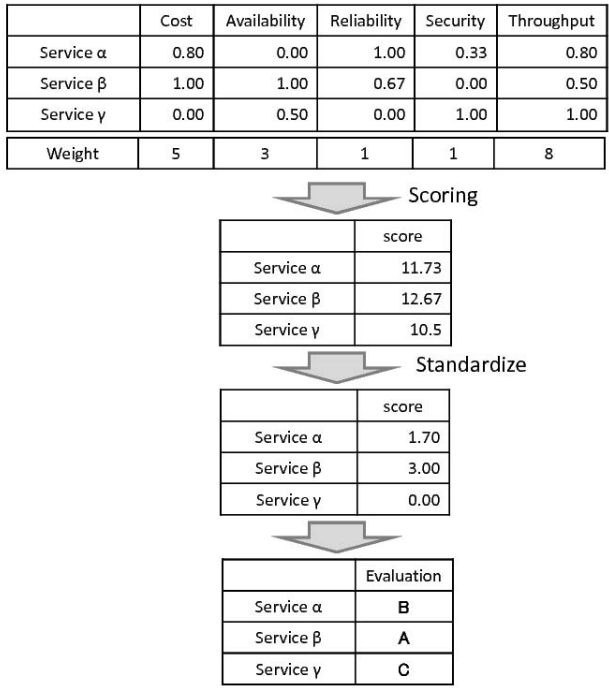 Cost Availability Reliability Security Throughput
Service α 0.80 0.00 1.00 0.33 0.80
Service β 1.00 1.00 0.67 0.00 0.50
Service γ 0.00 0.50 0.00 1.00 1.00
Weight 5 3 1 1 8
Scoring
score
Service α 11.73
Service β 12.67
Service γ 10.5
Standardize
score
Service α 1.70
Service β 3.00
Service γ 0.00
Evaluation
Service α B
Service β A
Service γ C